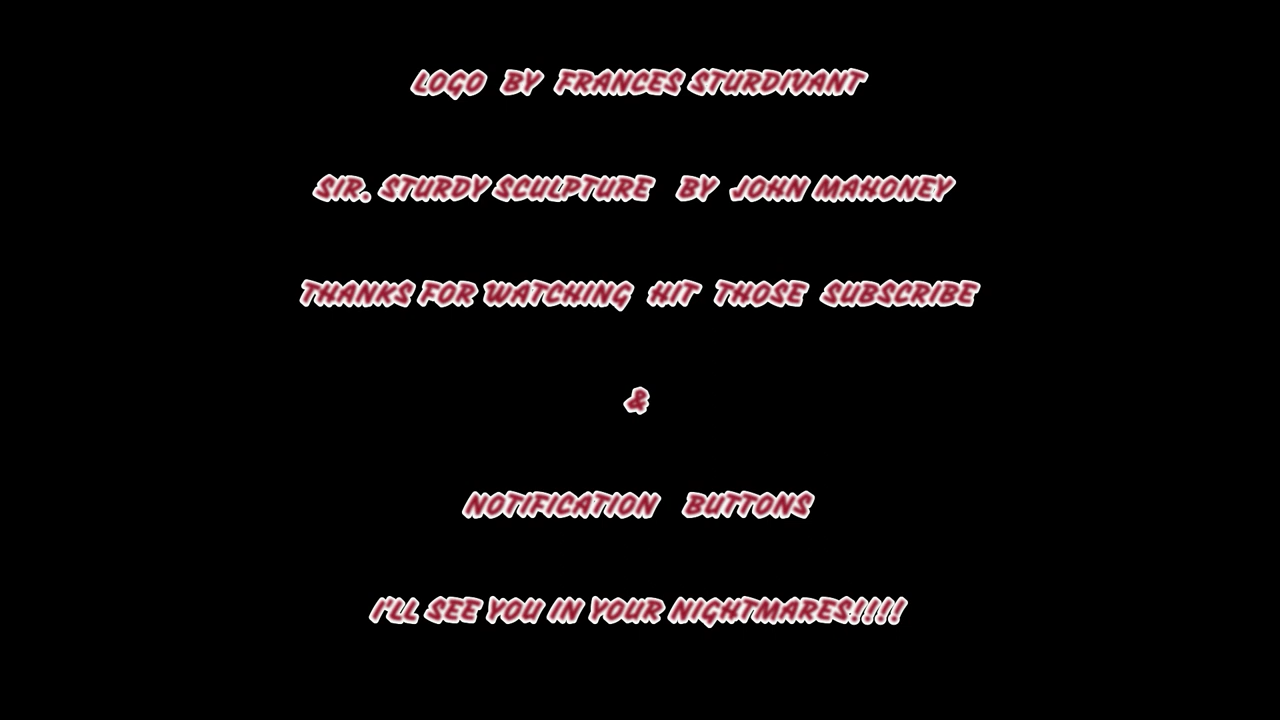 LOGO BY FRANCES STURDIVANT
SIR. STURDY SCULPTURE BY JOHN MAHONEY
THANKS FOR WATCHING HIT THOSE SUBSCRIBE
&
NOTIFICATION BUTTONS
I'LL SEE YOU IN YOUR NIGHTMARES!!!!